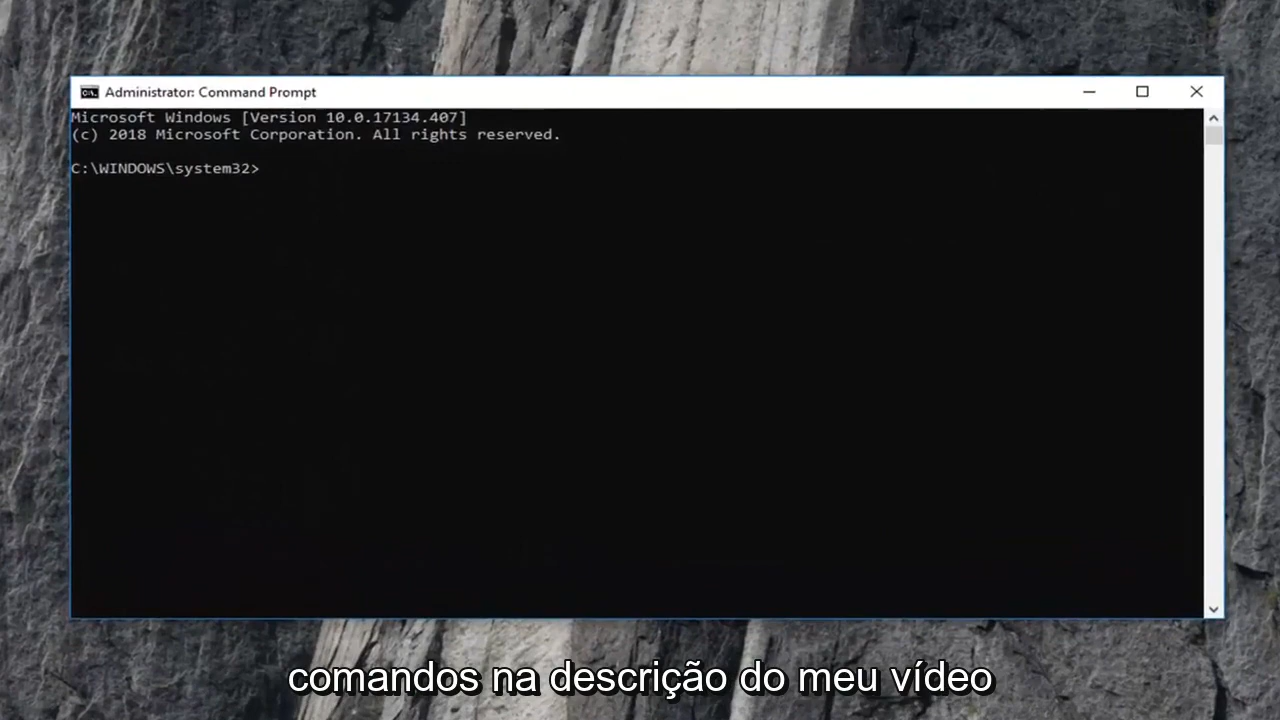 Administrator: Command Prompt
Microsoft Windows [Version 10.0.17134.407]
(c) 2018 Microsoft Corporation. All rights reserved.
C:\WINDOWS\system32>
comandos na descrição do meu vídeo